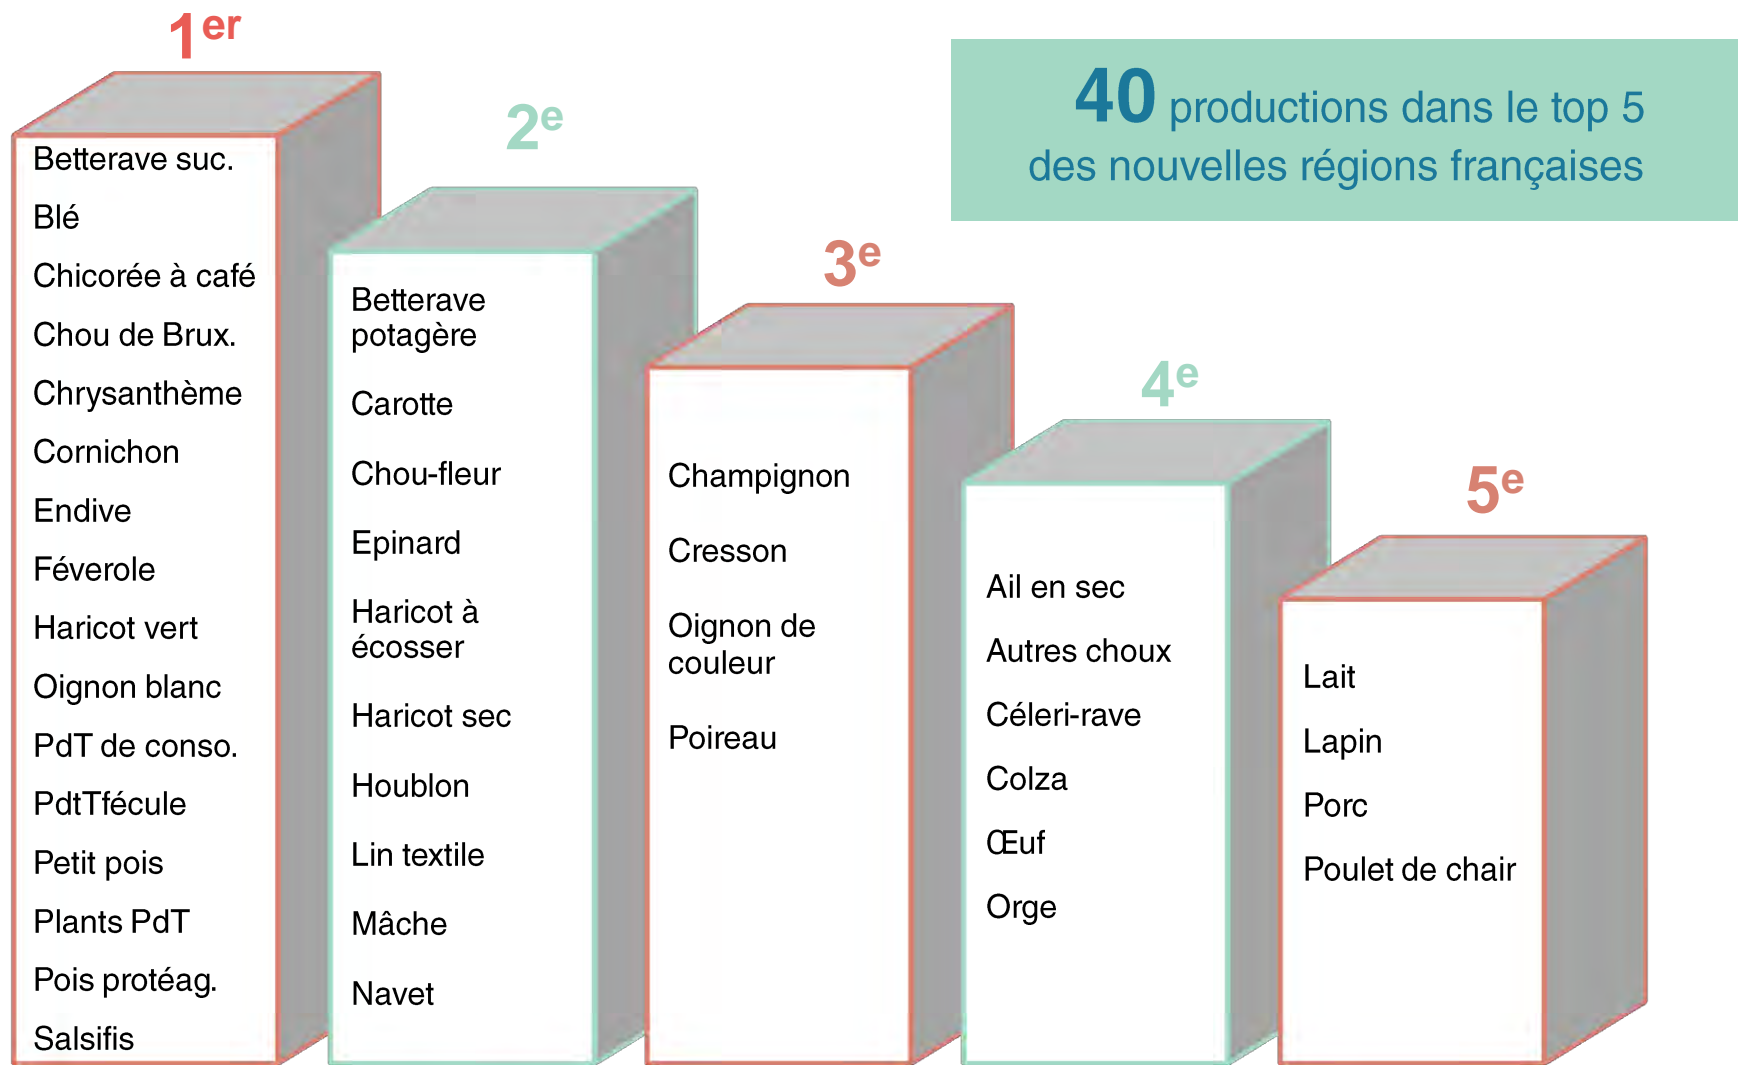 1er
Betterave suc.
Blé
Chicorée à café
Chou de Brux.
Chrysanthème
Cornichon
Endive
Féverole
Haricot vert
Oignon blanc
PdT de conso.
PdtTfécule
Petit pois
Plants PdT
Pois protéag.
Salsifis
2e
Betterave
potagère
Carotte
Chou-fleur
Epinard
Haricot à
écosser
Haricot sec
Houblon
Lin textile
Mâche
Navet
3e
Champignon
Cresson
Oignon de
couleur
Poireau
4e
Ail en sec
Autres choux
Céleri-rave
Colza
Œuf
Orge
5e
Lait
Lapin
Porc
Poulet de chair
40 productions dans le top 5
des nouvelles régions françaises